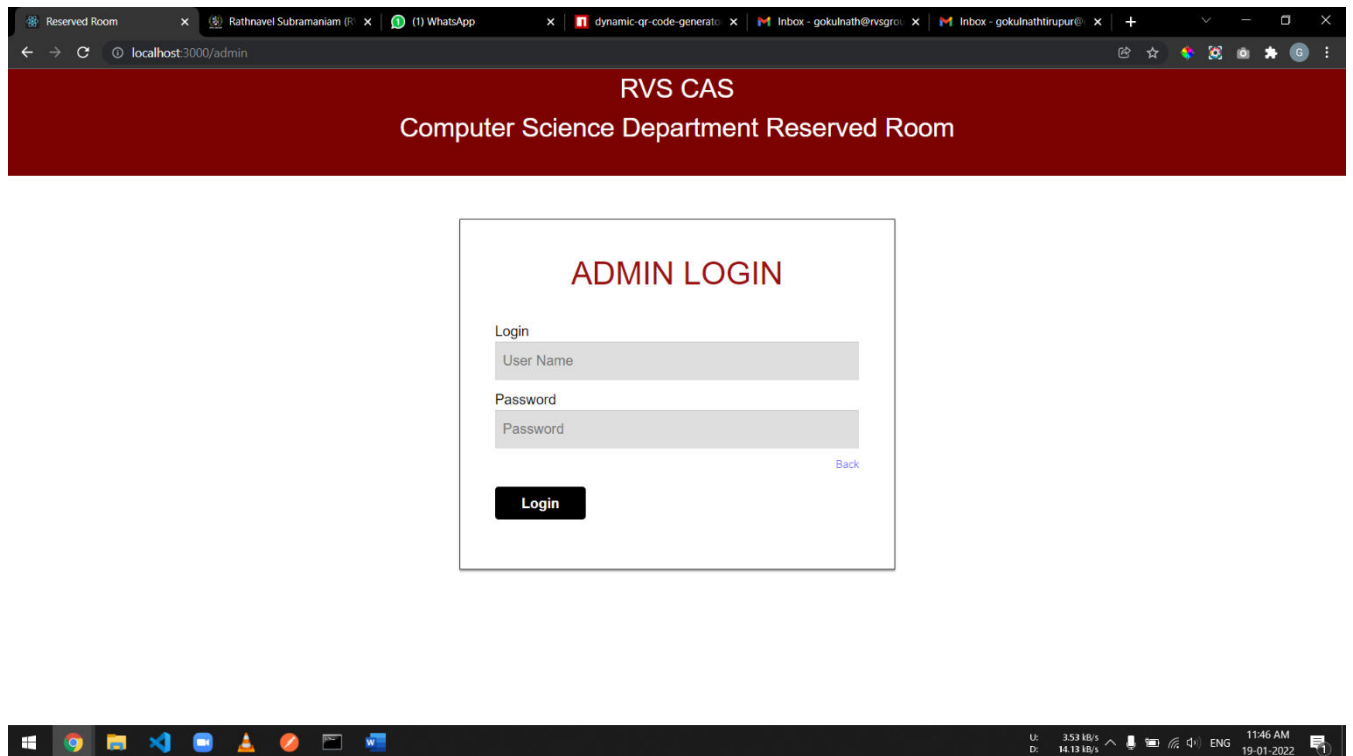 Reserved Room
Rathnavel Subramaniam (R
(1) WhatsApp
dynamic-qr-code-generato
Inbox - gokulnath@rvsgrou
Inbox - gokulnathtirupur@
localhost:3000/admin
G
RVS CAS
Computer Science Department Reserved Room
ADMIN LOGIN
Login
User Name
Password
Password
Back
Login
U: 3.53 kB/s
D: 14.13 kB/s
ENG
11:46 AM
19-01-2022
1